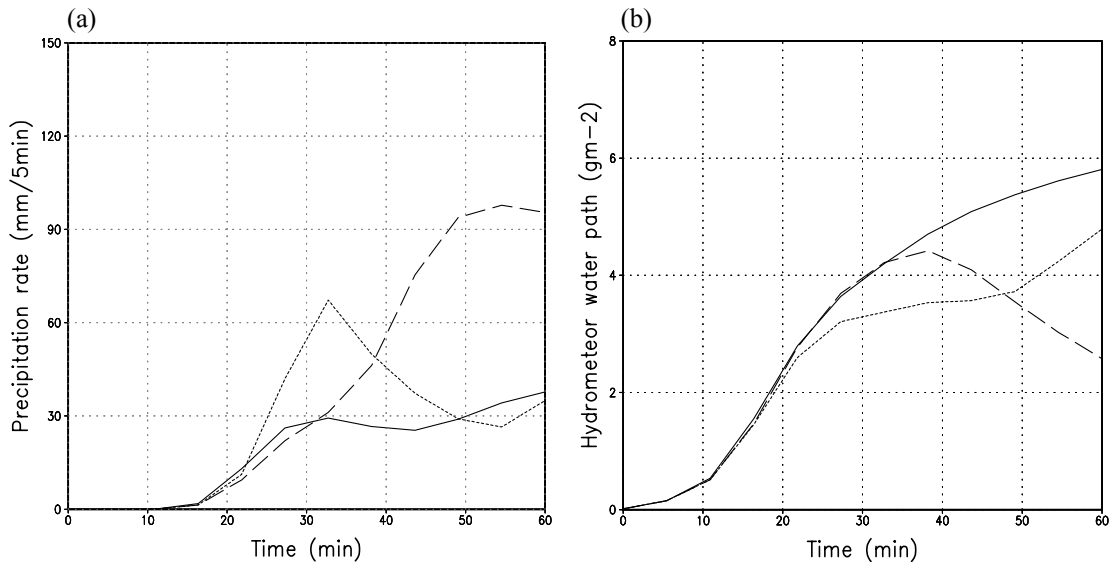 (a)
(b)
150
120
90
60
30
0
Precipitation rate (mm/5min)
0 10 20 30 40 50 60
Time (min)
8
6
4
2
0
Hydrometeor water path (gm-2)
0 10 20 30 40 50 60
Time (min)